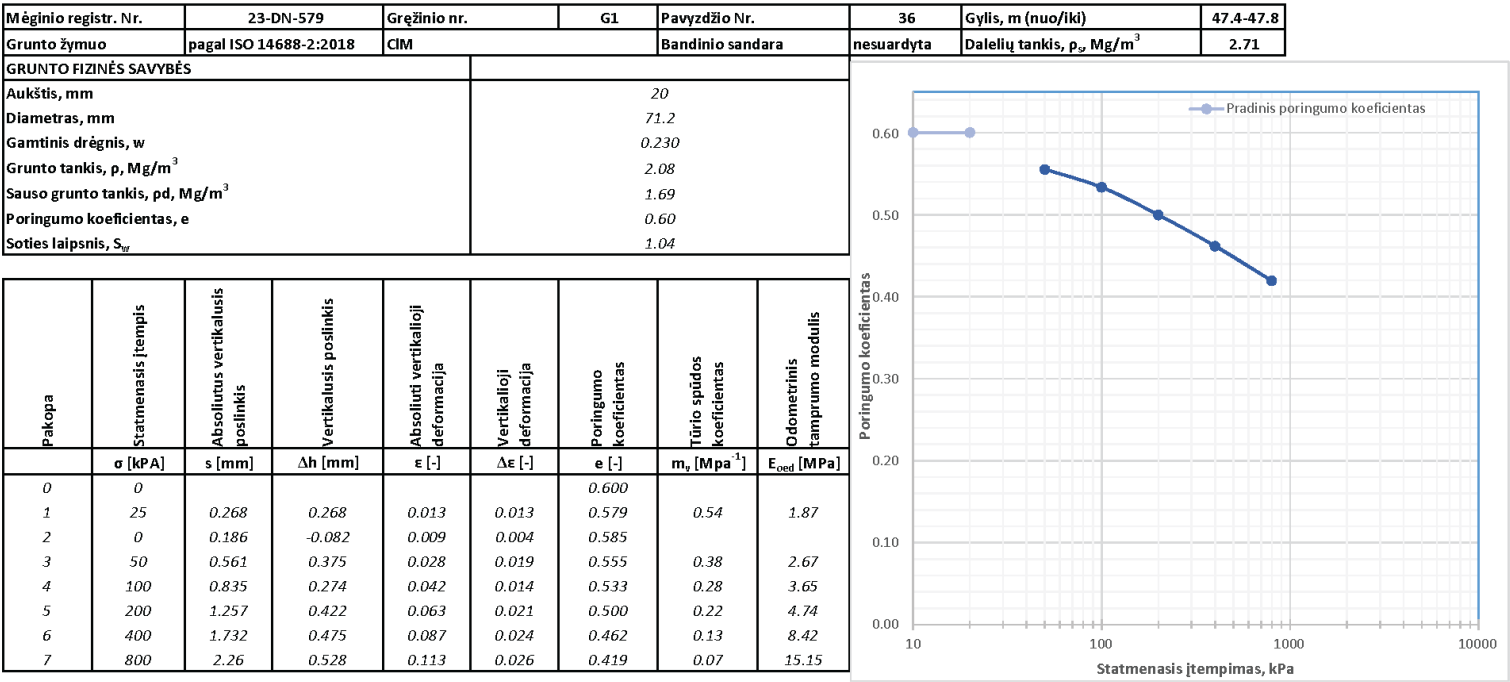 Mėginio registr. Nr. 23-DN-579 Gręžinio nr. G1 Pavyzdžio Nr. 36 Gylis, m (nuo/iki) 47.4-47.8
Grunto žymuo pagal ISO 14688-2:2018 ClM Bandinio sandara nesuardyta Dalelių tankis, ρs, Mg/m3 2.71
GRUNTO FIZINĖS SAVYBĖS
Aukštis, mm 20
Diametras, mm 71.2
Gamtinis drėgnis, w 0.230
Grunto tankis, ρ, Mg/m3 2.08
Sauso grunto tankis, ρd, Mg/m3 1.69
Poringumo koeficientas, e 0.60
Soties laipsnis, Sw 1.04
Pakopa
Statmenasis įtempis
Absoliutus vertikalusis poslinkis
Vertikalusis poslinkis
Absoliuti vertikalioji deformacija
Vertikalioji deformacija
Poringumo koeficientas
Tūrio spūdos koeficientas
Odometrinis tamprumo modulis
σ [kPA] s [mm] Δh [mm] ε [-] Δε [-] e [-] mv [Mpa-1] Eoed [MPa]
0 0 0.600
1 25 0.268 0.268 0.013 0.013 0.579 0.54 1.87
2 0 0.186 -0.082 0.009 0.004 0.585
3 50 0.561 0.375 0.028 0.019 0.555 0.38 2.67
4 100 0.835 0.274 0.042 0.014 0.533 0.28 3.65
5 200 1.257 0.422 0.063 0.021 0.500 0.22 4.74
6 400 1.732 0.475 0.087 0.024 0.462 0.13 8.42
7 800 2.26 0.528 0.113 0.026 0.419 0.07 15.15
Pradinis poringumo koeficientas
Poringumo koeficientas
0.60
0.50
0.40
0.30
0.20
0.10
0.00
10 100 1000 10000
Statmenasis įtempimas, kPa